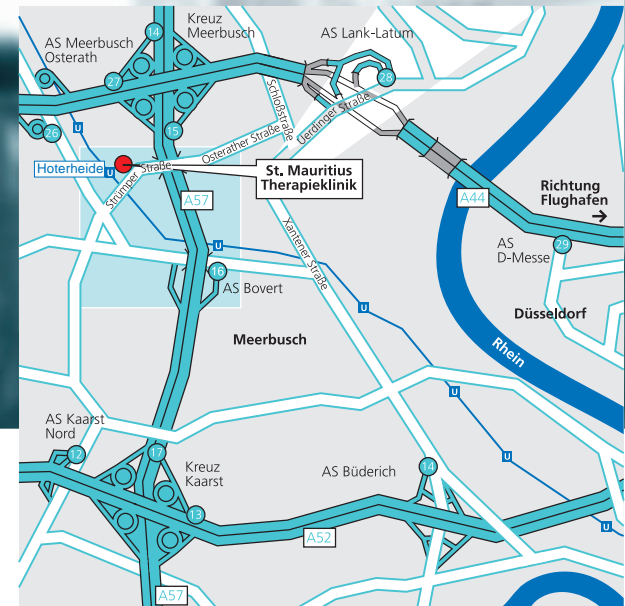 14
Kreuz
Meerbusch
AS Meerbusch
Osterath
AS Lank-Latum
27
28
26
U
15
Schloßstraße
Uerdinger Straße
Osterather Straße
Hoterheide
U
Strümper Straße
St. Mauritius
Therapieklinik
A57
A44
Richtung
Flughafen
→
Xantener Straße
U
AS
D-Messe
29
16
AS Bovert
U
Düsseldorf
Meerbusch
Rhein
U
AS Kaarst
Nord
12
17
Kreuz
Kaarst
AS Büderich
14
U
13
U
A52
A57